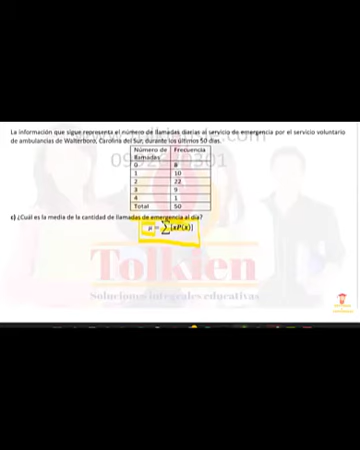 La información que sigue representa el número de llamadas diarias al servicio de emergencia por el servicio voluntario
de ambulancias de Walterboro, Carolina del Sur, durante los últimos 50 días.
Número de llamadas Frecuencia
0 8
1 10
2 22
3 9
4 1
Total 50
c) ¿Cuál es la media de la cantidad de llamadas de emergencia al día?
μ = ∑[xP(x)]
Tolkien
Soluciones integrales educativas